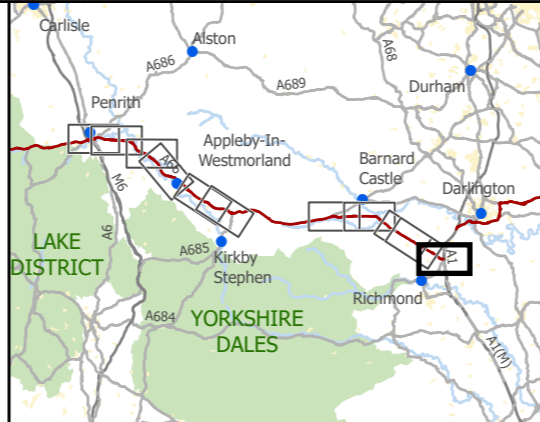 Carlisle
Alston
A686
A68
A689
Durham
Penrith
Appleby-In-
Westmorland
Barnard
Castle
Darlington
A66
M6
A6
LAKE
DISTRICT
A685
Kirkby
Stephen
A1
Richmond
A684
YORKSHIRE
DALES
A1(M)